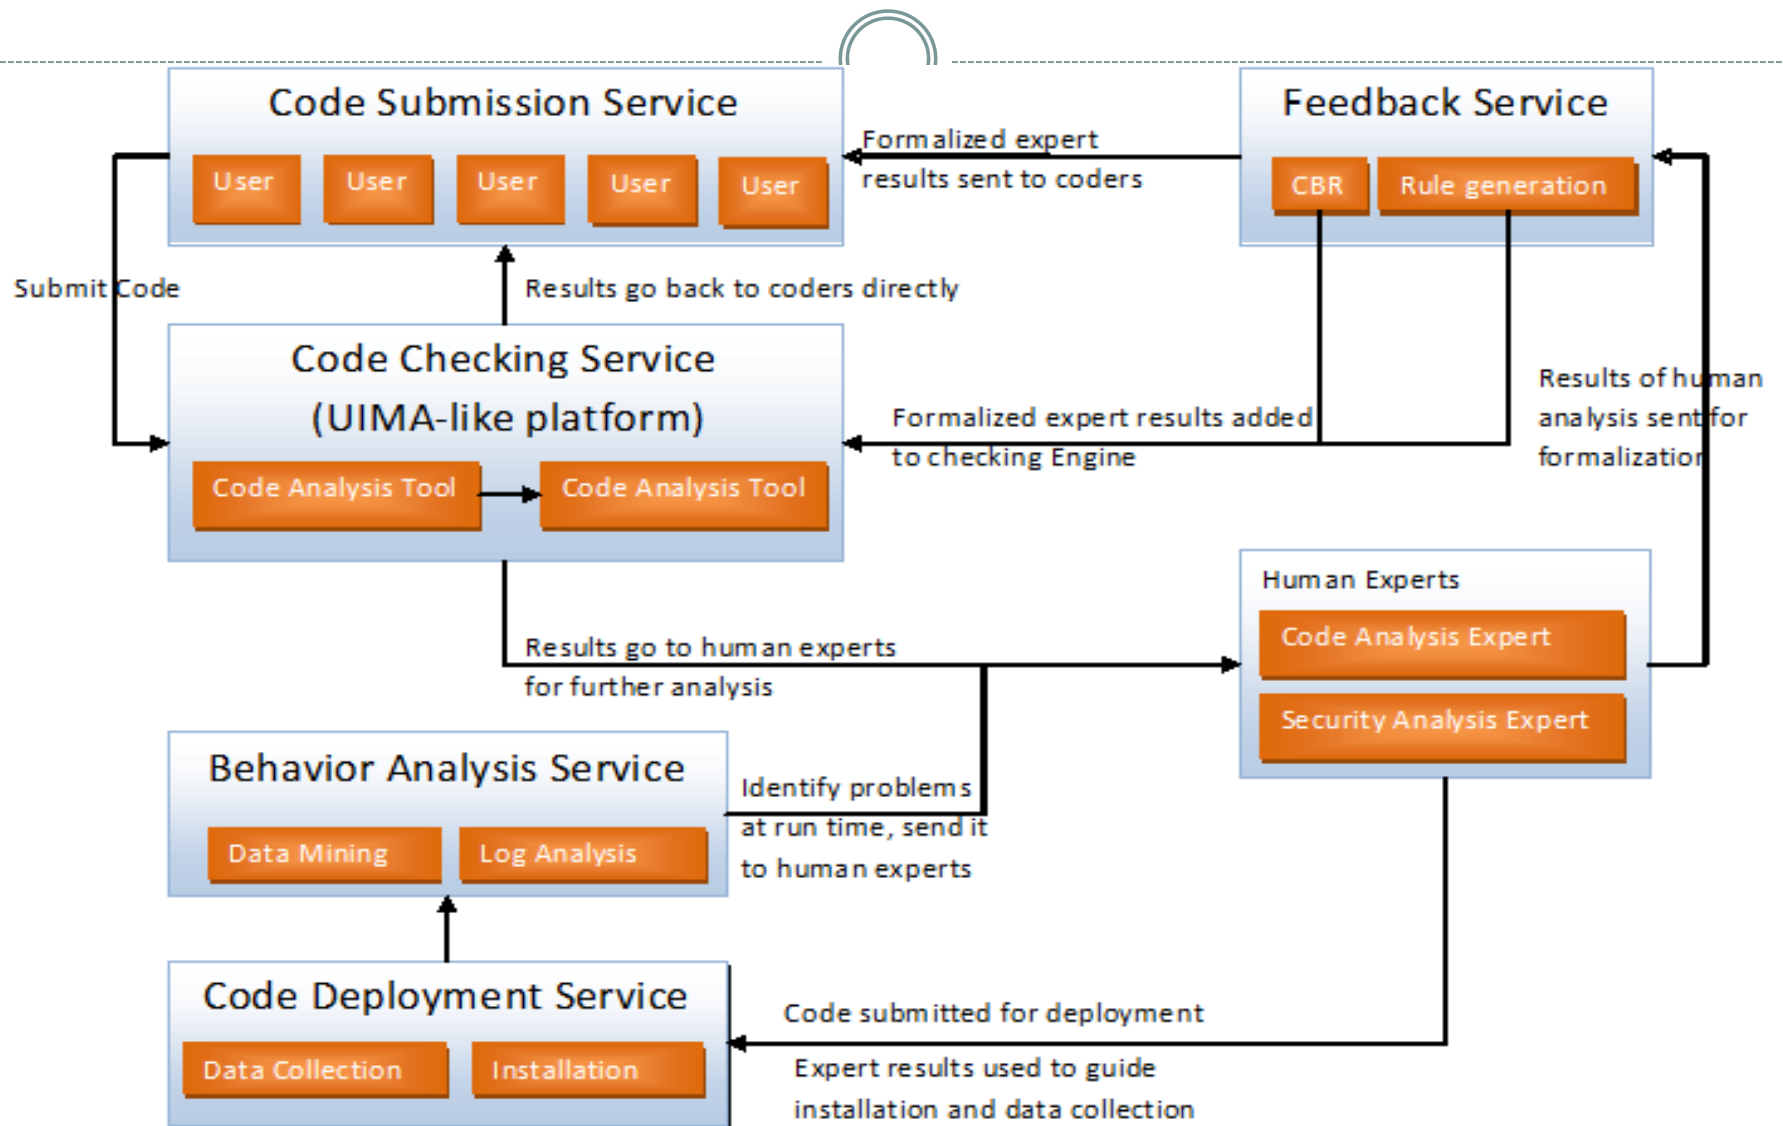 Code Submission Service
User
User
User
User
User
Formalized expert
results sent to coders
Feedback Service
CBR
Rule generation
Submit Code
Results go back to coders directly
Code Checking Service
(UIMA-like platform)
Code Analysis Tool
Code Analysis Tool
Formalized expert results added
to checking Engine
Results of human
analysis sent for
formalization
Human Experts
Code Analysis Expert
Security Analysis Expert
Results go to human experts
for further analysis
Behavior Analysis Service
Data Mining
Log Analysis
Identify problems
at run time, send it
to human experts
Code Deployment Service
Data Collection
Installation
Code submitted for deployment
Expert results used to guide
installation and data collection